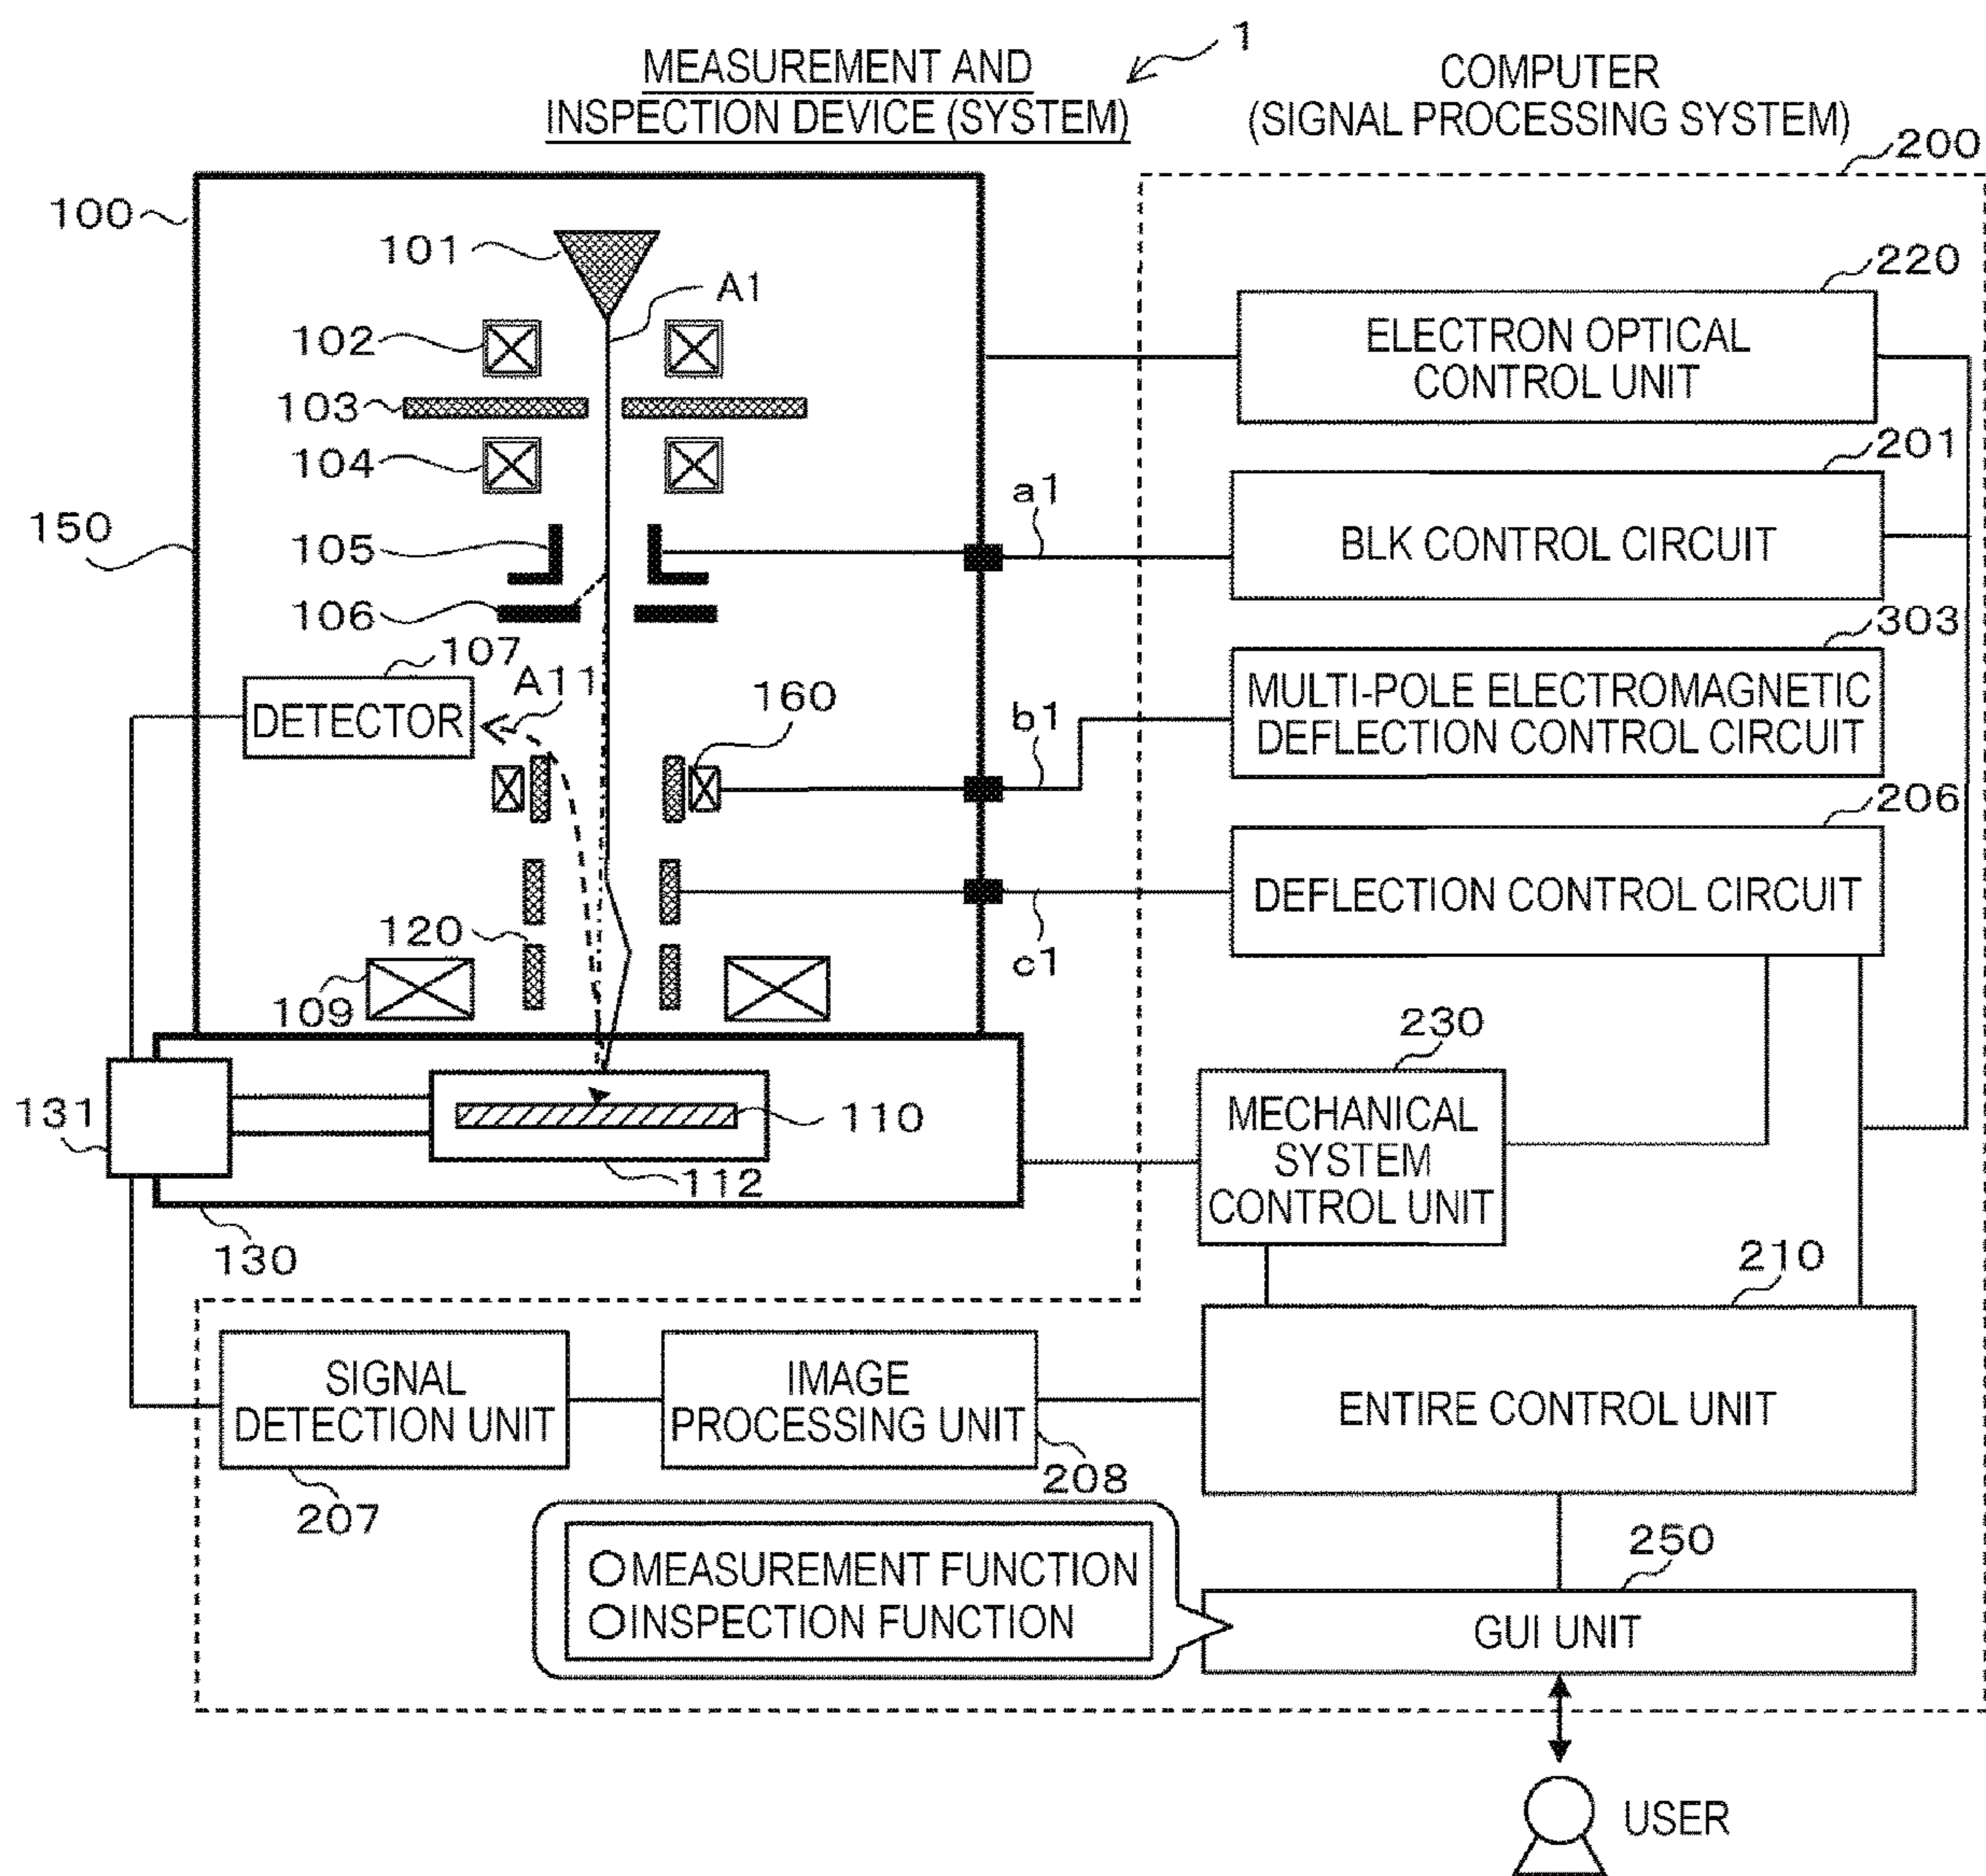 1
MEASUREMENT AND
INSPECTION DEVICE (SYSTEM)
COMPUTER
(SIGNAL PROCESSING SYSTEM)
200
100
101
A1
220
ELECTRON OPTICAL
CONTROL UNIT
102
103
104
201
a1
BLK CONTROL CIRCUIT
150
105
106
303
107
A11
DETECTOR
160
b1
MULTI-POLE ELECTROMAGNETIC
DEFLECTION CONTROL CIRCUIT
206
DEFLECTION CONTROL CIRCUIT
120
c1
109
230
131
110
MECHANICAL
SYSTEM
CONTROL UNIT
112
130
210
SIGNAL
DETECTION UNIT
IMAGE
PROCESSING UNIT
ENTIRE CONTROL UNIT
207
208
250
○MEASUREMENT FUNCTION
○INSPECTION FUNCTION
GUI UNIT
USER